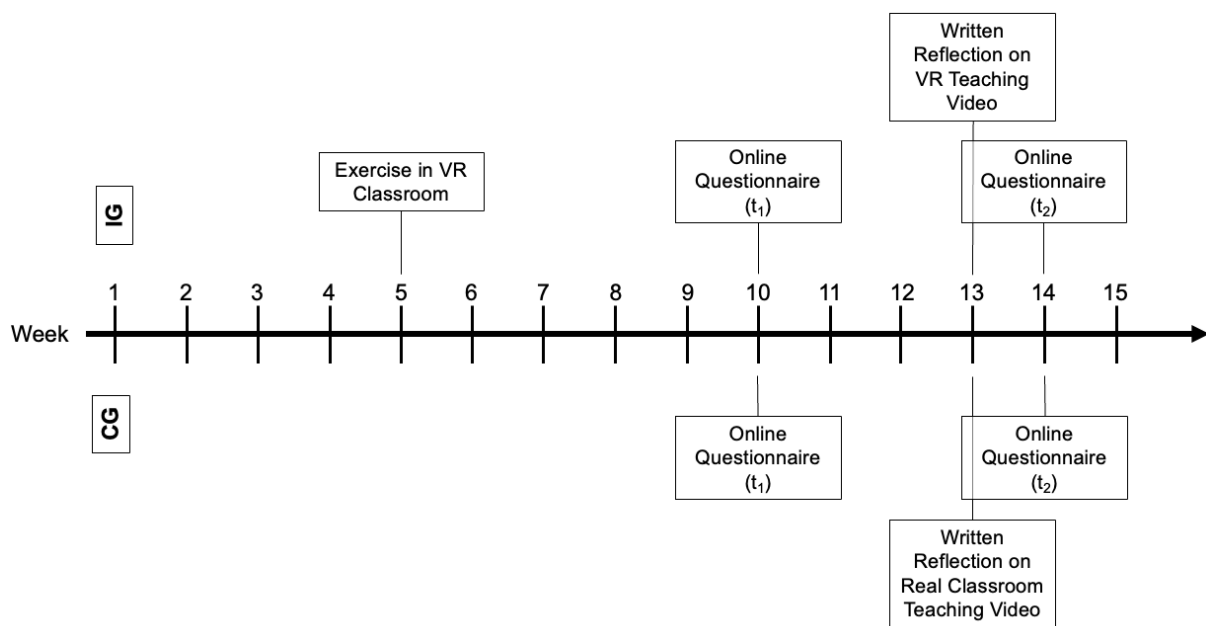 Written
Reflection on
VR Teaching
Video
Exercise in VR
Classroom
Online
Questionnaire
(t₁)
Online
Questionnaire
(t₂)
IG
1 2 3 4 5 6 7 8 9 10 11 12 13 14 15
Week
CG
Online
Questionnaire
(t₁)
Online
Questionnaire
(t₂)
Written
Reflection on
Real Classroom
Teaching Video